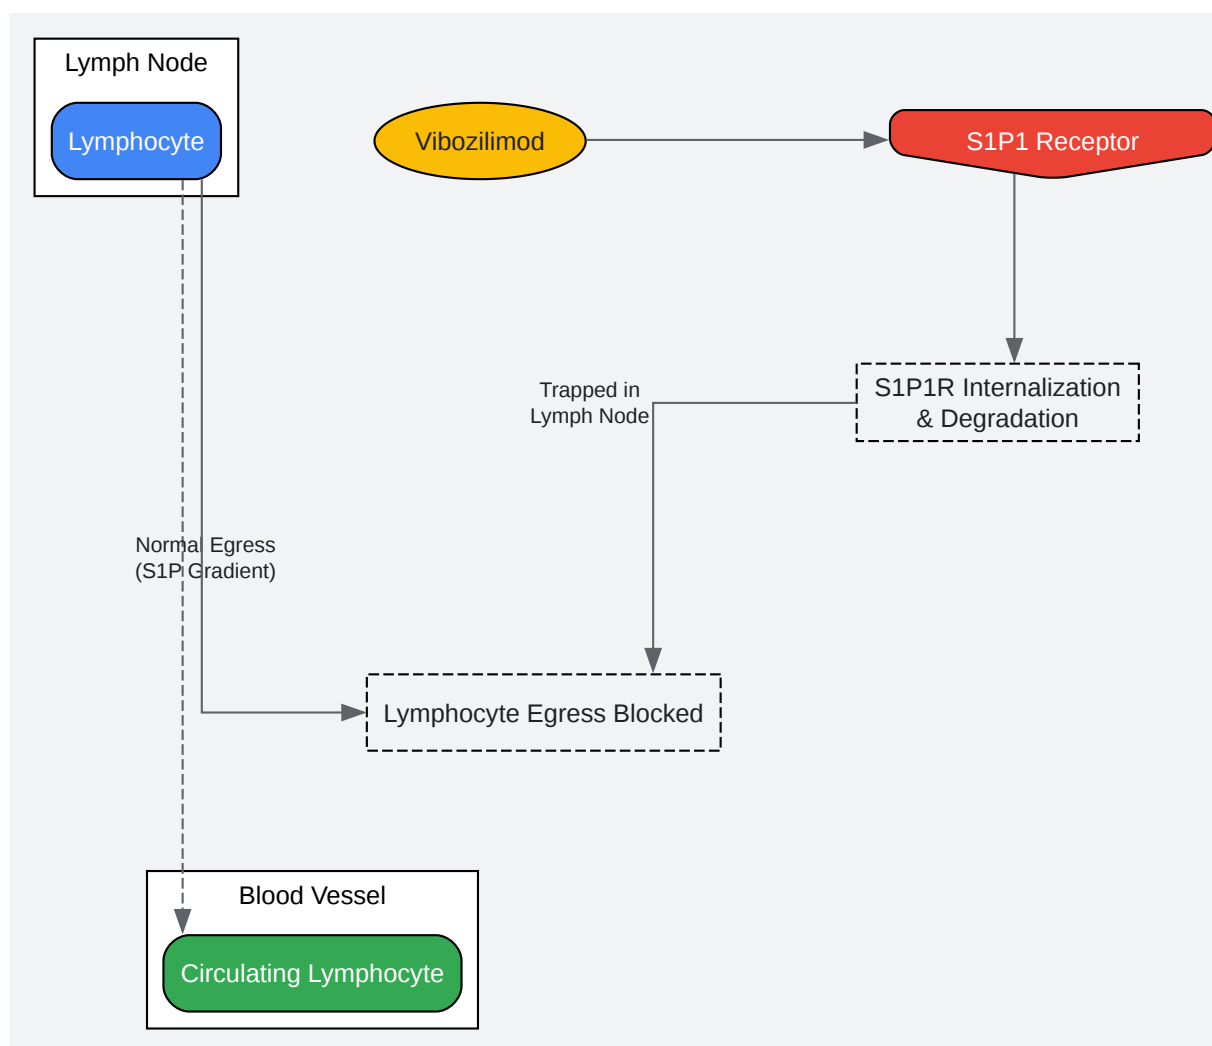 Lymph Node
Lymphocyte
Vibozilimod
S1P1 Receptor
S1P1R Internalization
& Degradation
Trapped in
Lymph Node
Normal Egress
(S1P Gradient)
Lymphocyte Egress Blocked
Blood Vessel
Circulating Lymphocyte